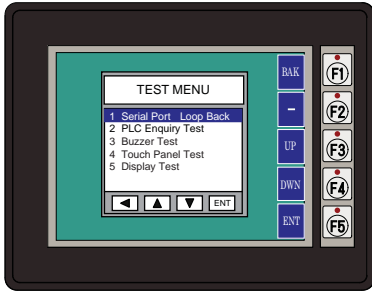 TEST MENU
1 Serial Port Loop Back
2 PLC Enquiry Test
3 Buzzer Test
4 Touch Panel Test
5 Display Test
ENT
BAK
–
UP
DWN
ENT
F1
F2
F3
F4
F5